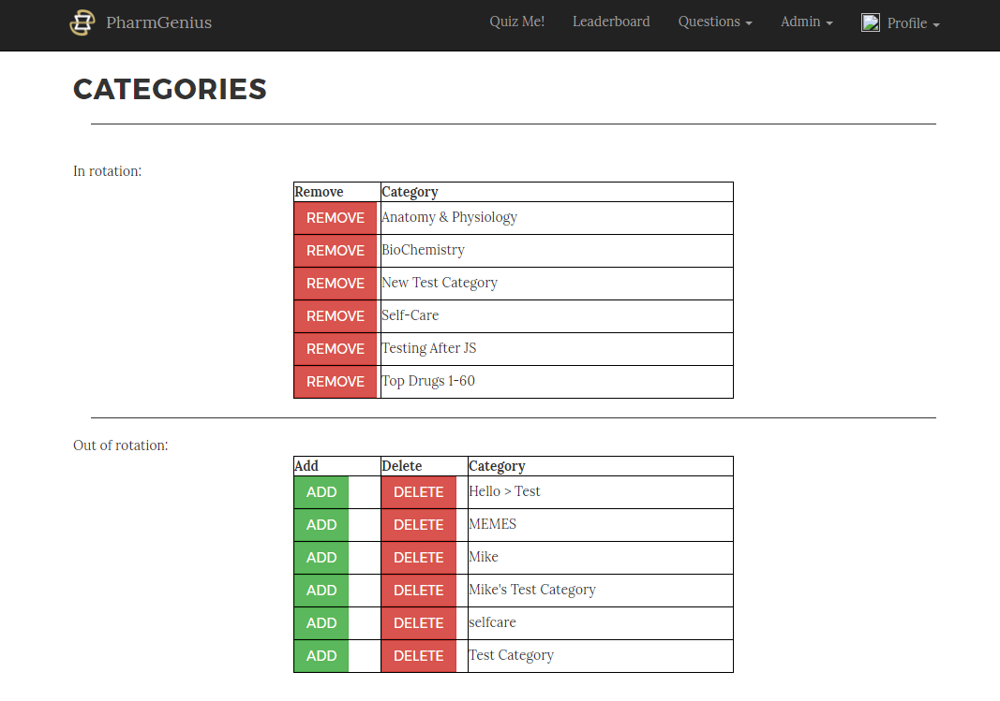 PharmGenius Quiz Me! Leaderboard Questions Admin Profile
CATEGORIES
In rotation:
Remove Category
REMOVE Anatomy & Physiology
REMOVE BioChemistry
REMOVE New Test Category
REMOVE Self-Care
REMOVE Testing After JS
REMOVE Top Drugs 1-60
Out of rotation:
Add Delete Category
ADD DELETE Hello > Test
ADD DELETE MEMES
ADD DELETE Mike
ADD DELETE Mike's Test Category
ADD DELETE selfcare
ADD DELETE Test Category